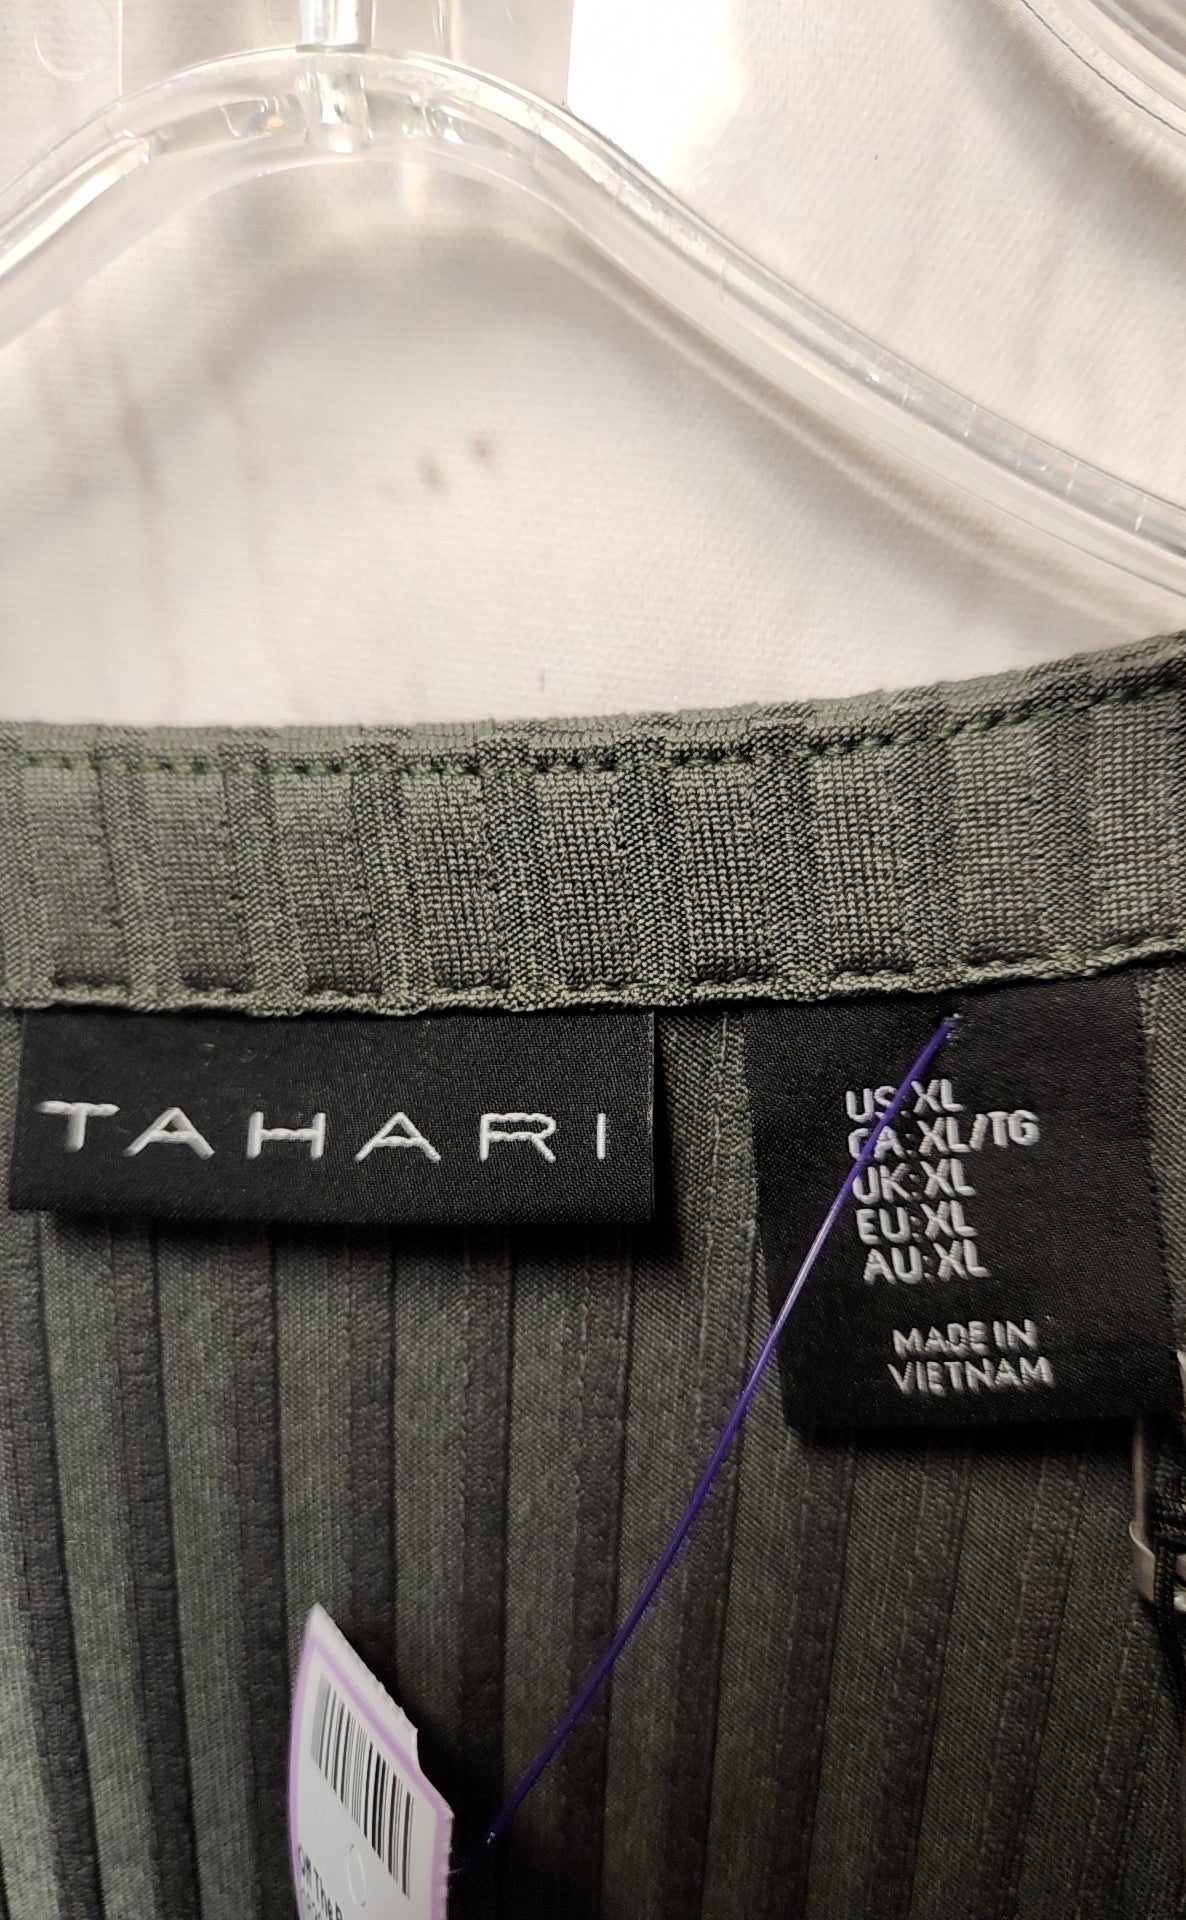 TAHARI
US: XL
CA: XL/TG
UK: XL
EU: XL
AU: XL
MADE IN
VIETNAM